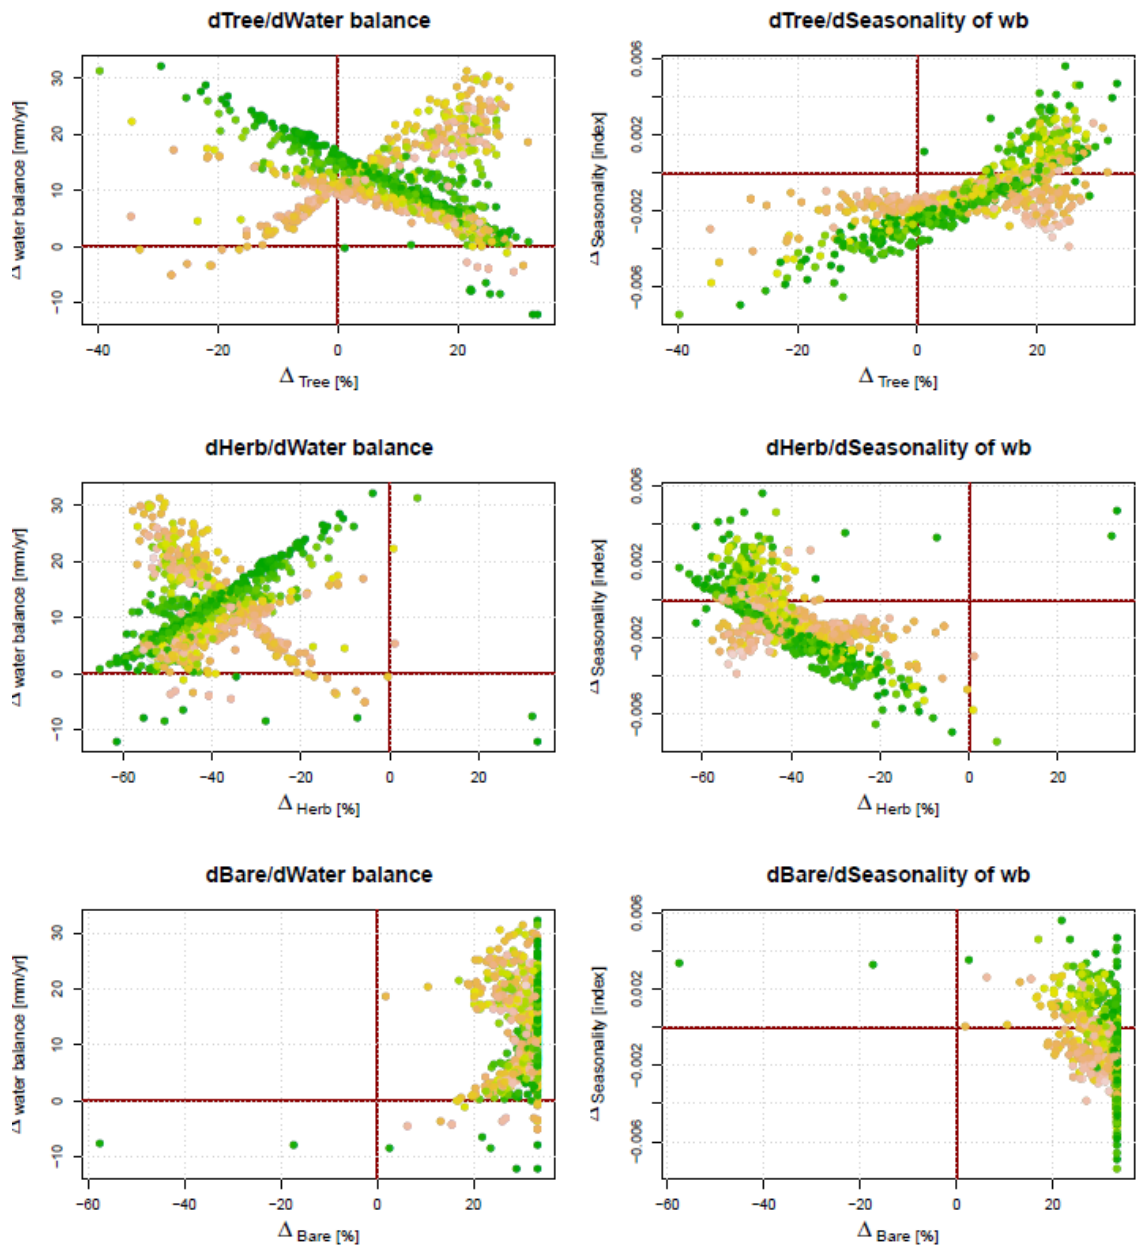 dTree/dWater balance
dTree/dSeasonality of wb
Δ water balance [mm/yr]
−10 0 10 20 30
−40 −20 0 20
Δ Tree [%]
Δ Seasonality [index]
−0.006 −0.002 0.002 0.006
−40 −20 0 20
Δ Tree [%]
dHerb/dWater balance
dHerb/dSeasonality of wb
Δ water balance [mm/yr]
−10 0 10 20 30
−60 −40 −20 0 20
Δ Herb [%]
Δ Seasonality [index]
−0.006 −0.002 0.002 0.006
−60 −40 −20 0 20
Δ Herb [%]
dBare/dWater balance
dBare/dSeasonality of wb
Δ water balance [mm/yr]
−10 0 10 20 30
−60 −40 −20 0 20
Δ Bare [%]
Δ Seasonality [index]
−0.006 −0.002 0.002 0.006
−60 −40 −20 0 20
Δ Bare [%]